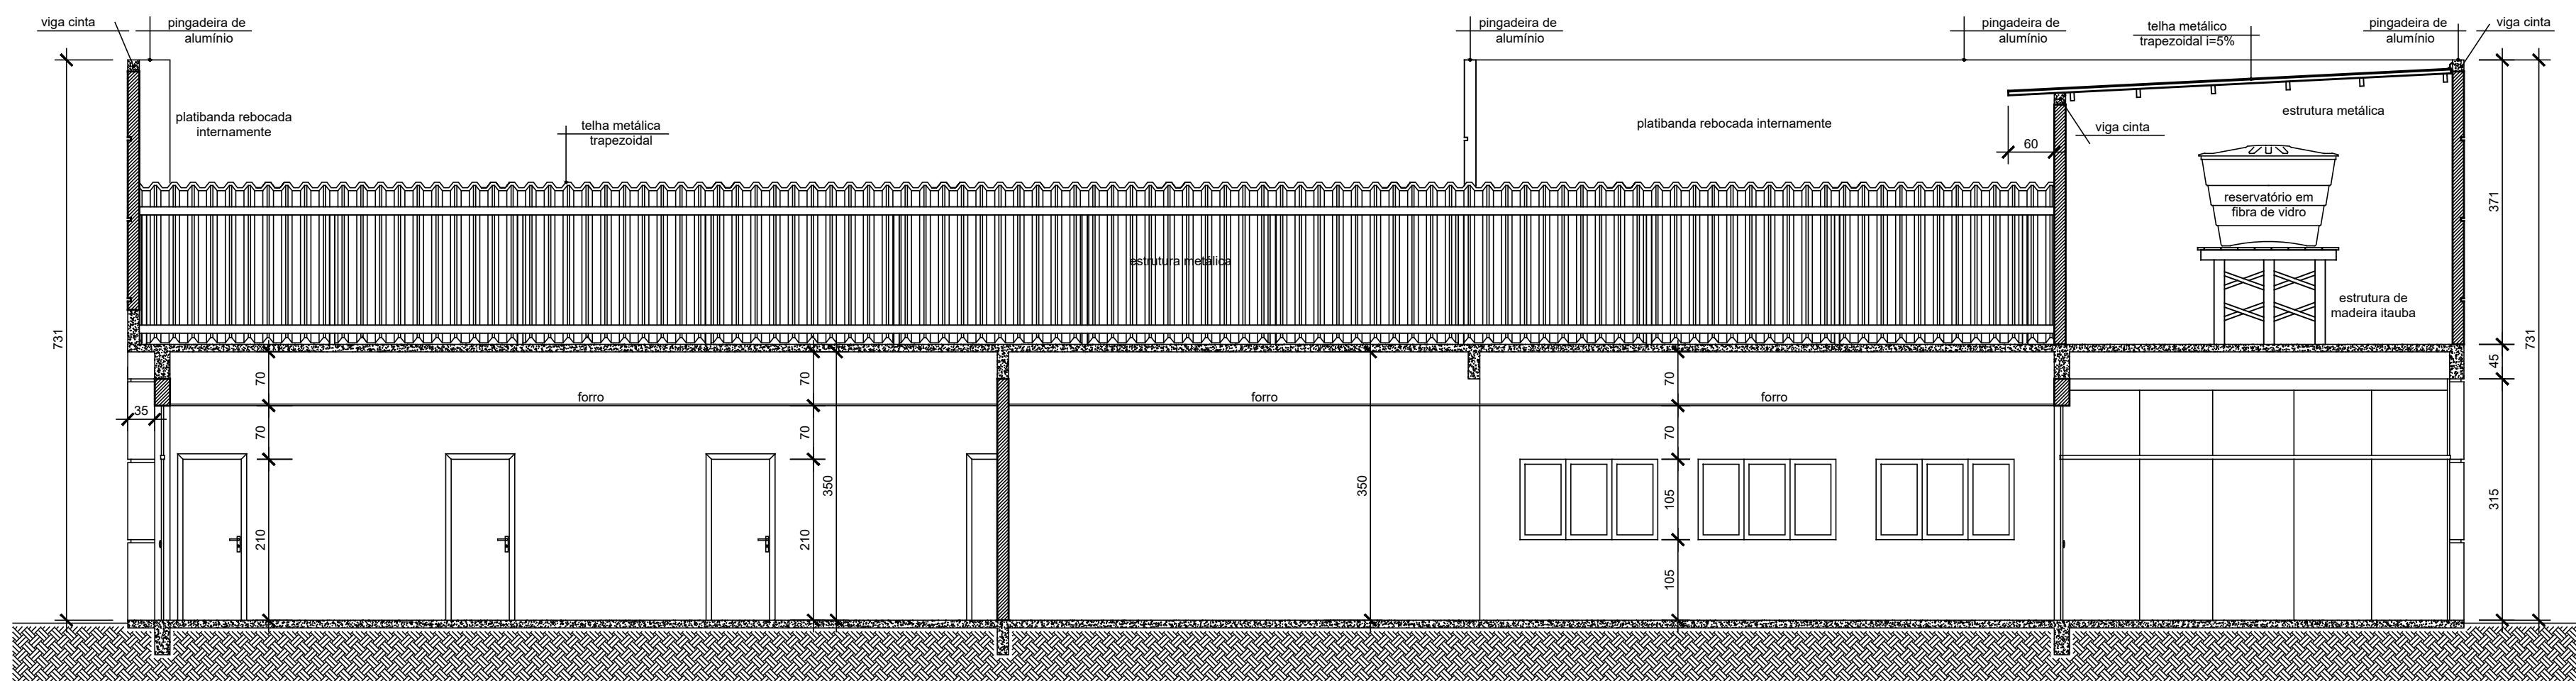 viga cinta
pingadeira de
alumínio
pingadeira de
alumínio
pingadeira de
alumínio
telha metálico
trapezoidal i=5%
pingadeira de
alumínio
viga cinta
platibanda rebocada
internamente
telha metálica
trapezoidal
platibanda rebocada internamente
viga cinta
estrutura metálica
60
reservatório em
fibra de vidro
371
estrutura metálica
estrutura de
madeira itauba
731
731
70
70
70
45
forro
forro
forro
35
70
70
70
350
350
105
315
210
210
105